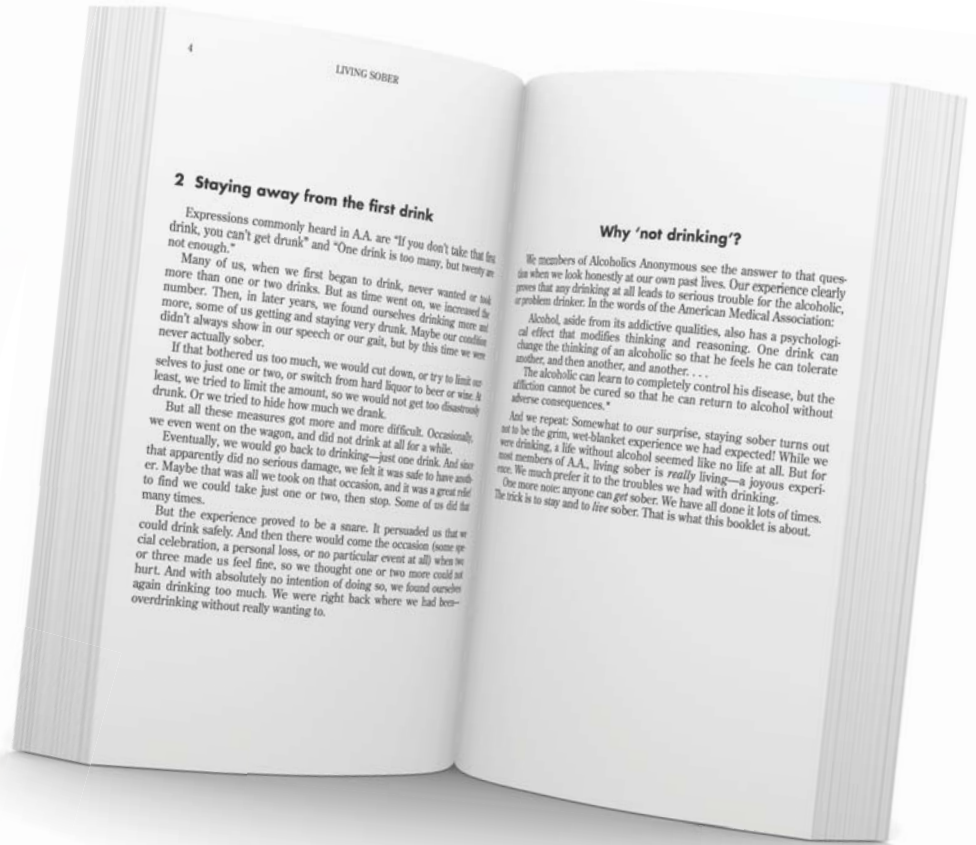 4
LIVING SOBER
2 Staying away from the first drink
Expressions commonly heard in A.A. are “If you don’t take that first
drink, you can’t get drunk” and “One drink is too many, but twenty are
not enough.”
Many of us, when we first began to drink, never wanted or took
more than one or two drinks. But as time went on, we increased the
number. Then, in later years, we found ourselves drinking more and
more, some of us getting and staying very drunk. Maybe our condition
didn’t always show in our speech or our gait, but by this time we were
never actually sober.
If that bothered us too much, we would cut down, or try to limit our
selves to just one or two, or switch from hard liquor to beer or wine. At
least, we tried to limit the amount, so we would not get too disastrously
drunk. Or we tried to hide how much we drank.
But all these measures got more and more difficult. Occasionally,
we even went on the wagon, and did not drink at all for a while.
Eventually, we would go back to drinking—just one drink. And since
that apparently did no serious damage, we felt it was safe to have anoth-
er. Maybe that was all we took on that occasion, and it was a great relief
to find we could take just one or two, then stop. Some of us did that
many times.
But the experience proved to be a snare. It persuaded us that we
could drink safely. And then there would come the occasion (some spe-
cial celebration, a personal loss, or no particular event at all) when two
or three made us feel fine, so we thought one or two more could not
hurt. And with absolutely no intention of doing so, we found ourselves
again drinking too much. We were right back where we had been—
overdrinking without really wanting to.
Why ‘not drinking’?
We members of Alcoholics Anonymous see the answer to that ques-
tion when we look honestly at our own past lives. Our experience clearly
proves that any drinking at all leads to serious trouble for the alcoholic,
or problem drinker. In the words of the American Medical Association:
Alcohol, aside from its addictive qualities, also has a psychologi-
cal effect that modifies thinking and reasoning. One drink can
change the thinking of an alcoholic so that he feels he can tolerate
another, and then another, and another. . . .
The alcoholic can learn to completely control his disease, but the
affliction cannot be cured so that he can return to alcohol without
adverse consequences.*
And we repeat: Somewhat to our surprise, staying sober turns out
not to be the grim, wet-blanket experience we had expected! While we
were drinking, a life without alcohol seemed like no life at all. But for
most members of A.A., living sober is really living—a joyous experi-
ence. We much prefer it to the troubles we had with drinking.
One more note: anyone can get sober. We have all done it lots of times.
The trick is to stay and to live sober. That is what this booklet is about.